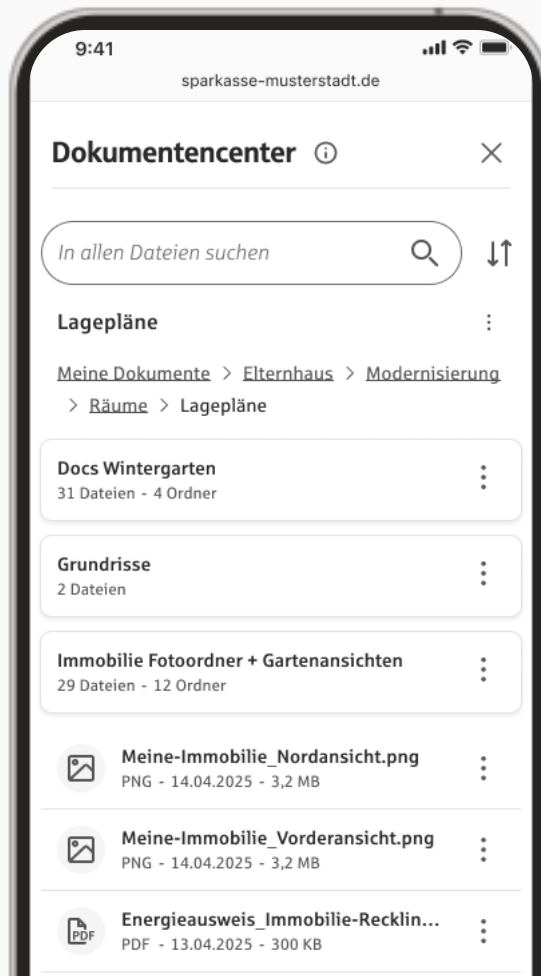 9:41
sparkasse-musterstadt.de
Dokumentencenter
In allen Dateien suchen
Lagepläne
Meine Dokumente > Elternhaus > Modernisierung
> Räume > Lagepläne
Docs Wintergarten
31 Dateien - 4 Ordner
Grundrisse
2 Dateien
Immobilie Fotoordner + Gartenansichten
29 Dateien - 12 Ordner
Meine-Immobilie_Nordansicht.png
PNG - 14.04.2025 - 3,2 MB
Meine-Immobilie_Vorderansicht.png
PNG - 14.04.2025 - 3,2 MB
Energieausweis_Immobilie-Recklin...
PDF
PDF - 13.04.2025 - 300 KB